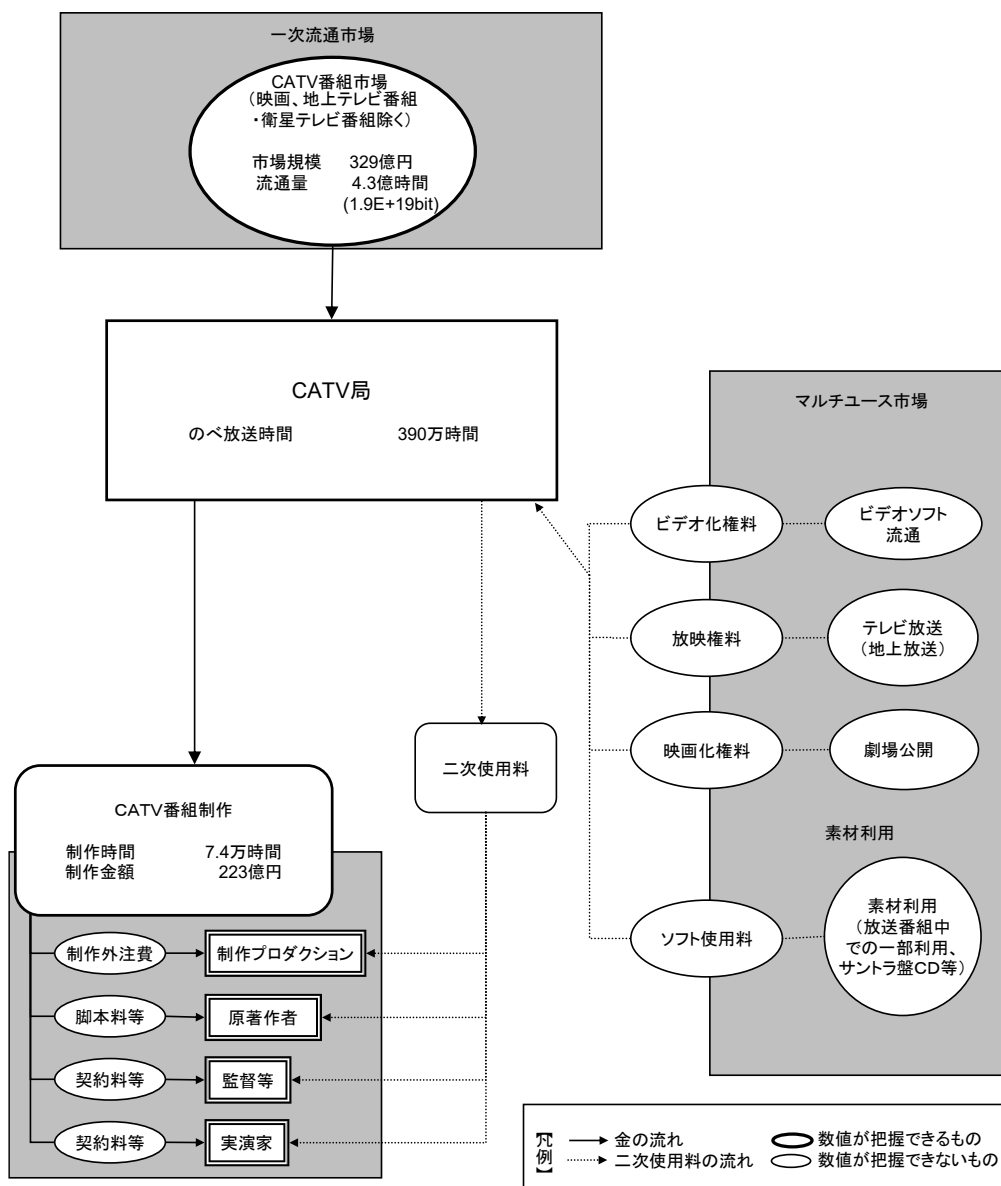 一次流通市場
CATV番組市場
(映画、地上テレビ番組
・衛星テレビ番組除く)
市場規模 329億円
流通量 4.3億時間
(1.9E+19bit)
CATV局
のべ放送時間 390万時間
マルチユース市場
ビデオ化権料
ビデオソフト
流通
放映権料
テレビ放送
(地上放送)
映画化権料
劇場公開
素材利用
ソフト使用料
素材利用
(放送番組中
での一部利用、
サントラ盤CD等)
二次使用料
CATV番組制作
制作時間 7.4万時間
制作金額 223億円
制作外注費
制作プロダクション
脚本料等
原著作者
契約料等
監督等
契約料等
実演家
【凡例】
金の流れ
数値が把握できるもの
二次使用料の流れ
数値が把握できないもの